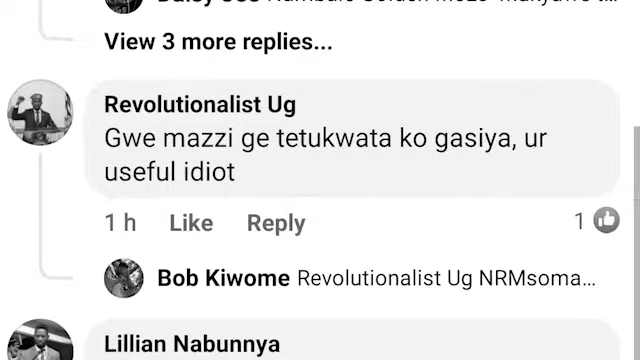 View 3 more replies...
Revolutionalist Ug
Gwe mazzi ge tetukwata ko gasiya, ur
useful idiot
1 h Like Reply 1
Bob Kiwome Revolutionalist Ug NRMsoma...
Lillian Nabunnya